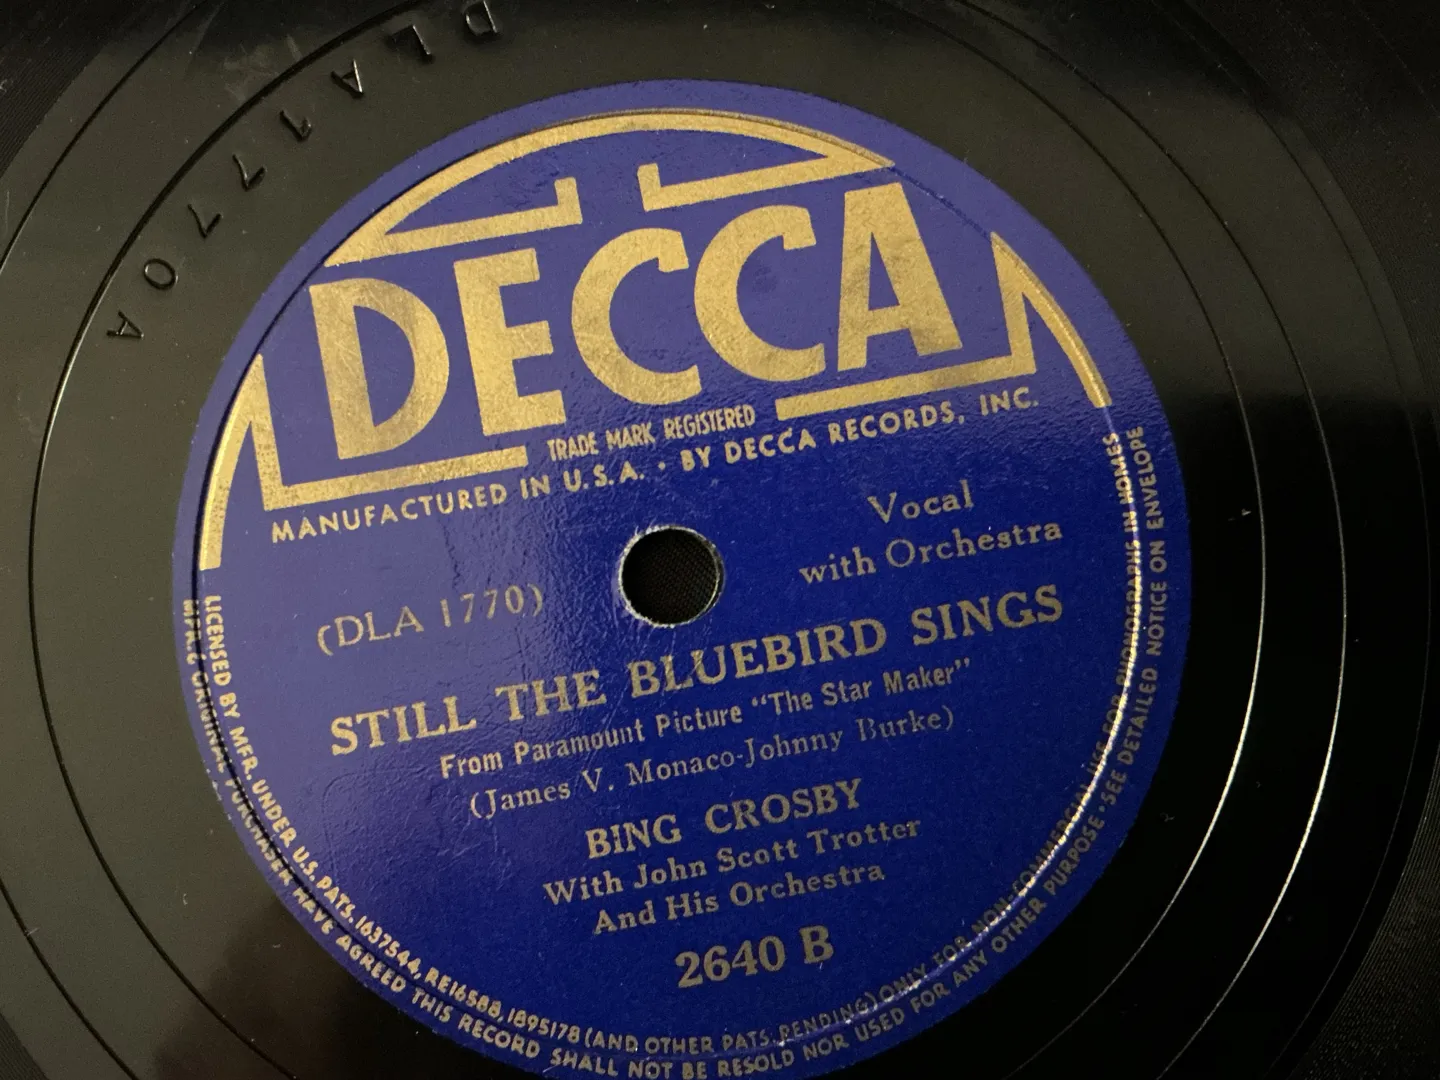 DLA1770A
DECCA
TRADE MARK REGISTERED
MANUFACTURED IN U.S.A. • BY DECCA RECORDS, INC.
Vocal
with Orchestra
(DLA 1770)
STILL THE BLUEBIRD SINGS
From Paramount Picture "The Star Maker"
(James V. Monaco-Johnny Burke)
BING CROSBY
With John Scott Trotter
And His Orchestra
2640 B
LICENSED BY MFR. UNDER U.S. PATS. 1637544, RE16588, 1895178 (AND OTHER PATS. PENDING) ONLY FOR NON-COMMERCIAL USE FOR PHONOGRAPHS IN HOMES
MFR. & ORIGINAL PURCHASER HAVE AGREED THIS RECORD SHALL NOT BE RESOLD NOR USED FOR ANY OTHER PURPOSE • SEE DETAILED NOTICE ON ENVELOPE